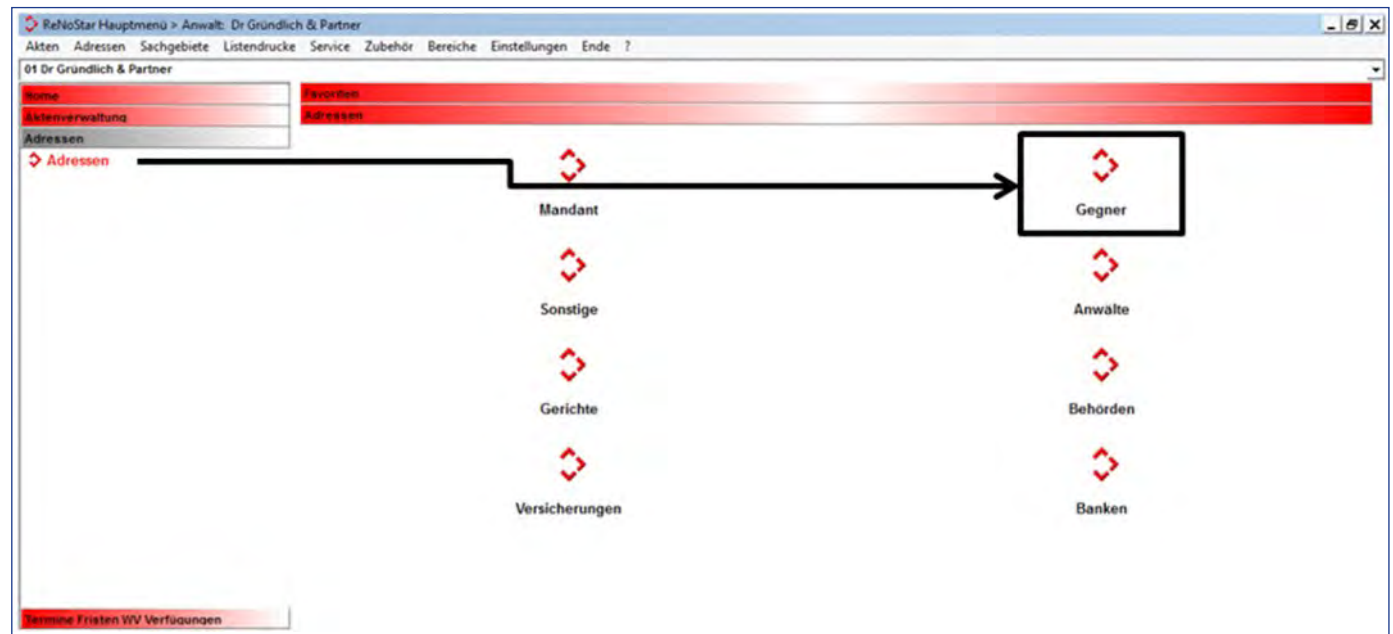 ReNoStar Hauptmenü > Anwalt: Dr Gründlich & Partner
Akten Adressen Sachgebiete Listendrucke Service Zubehör Bereiche Einstellungen Ende ?
01 Dr Gründlich & Partner
Home
Favoriten
Aktenverwaltung
Adressen
Adressen
Adressen
Mandant
Gegner
Sonstige
Anwälte
Gerichte
Behörden
Versicherungen
Banken
Termine Fristen WV Verfügungen